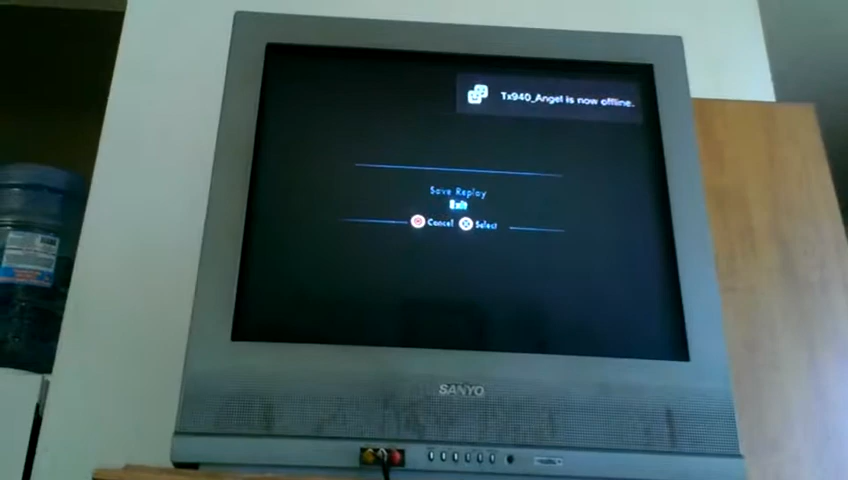 Tx940_Angel is now offline.
Save Replay
Exit
Cancel Select
SANYO